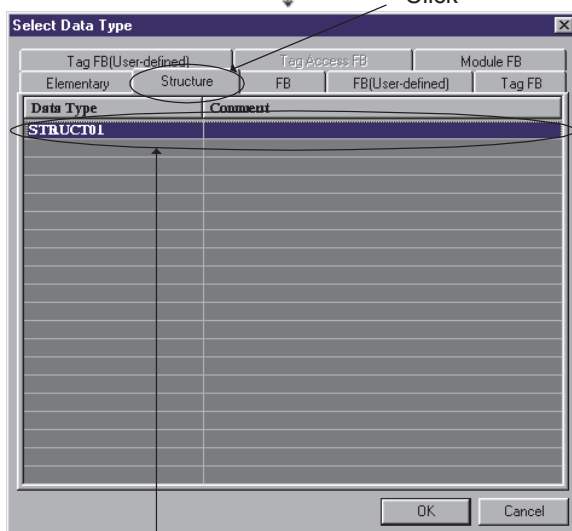 Click
Select Data Type
Tag FB(User-defined) Tag Access FB Module FB
Elementary Structure FB FB(User-defined) Tag FB
Data Type Comment
STRUCT01
OK Cancel